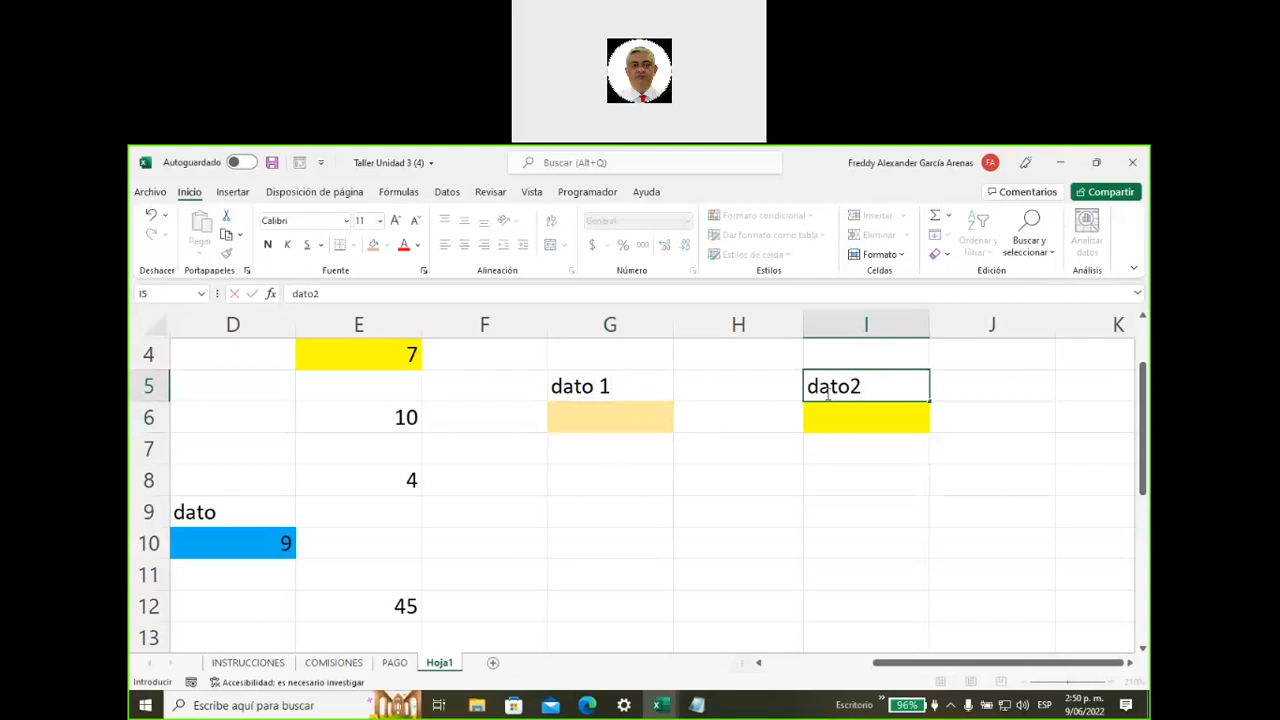 Autoguardado Taller Unidad 3 (4) Buscar (Alt+Q) Freddy Alexander García Arenas FA
Archivo Inicio Insertar Disposición de página Fórmulas Datos Revisar Vista Programador Ayuda Comentarios Compartir
Pegar Calibri 11 A A General $ % 000 Formato condicional Dar formato como tabla Estilos de celda Insertar Eliminar Formato Ordenar y filtrar Buscar y seleccionar Analizar datos
N K S A
Deshacer Portapapeles Fuente Alineación Número Estilos Celdas Edición Análisis
I5 fx dato2
D E F G H I J K
4 7
5 dato 1 dato2
6 10
7
8 4
9 dato
10 9
11
12 45
13
INSTRUCCIONES COMISIONES PAGO Hoja1
Introducir Accesibilidad: es necesario investigar 210%
Escribe aquí para buscar Escritorio 96% ESP 2:50 p. m.
9/06/2022